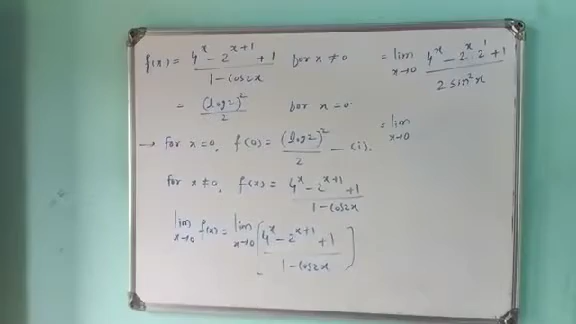 f(x) = (4^x - 2^(x+1) + 1)/(1 - cos2x) for x ≠ 0
= (log2)^2/2 for x = 0
→ For x = 0, f(0) = (log2)^2/2 — (i).
For x ≠ 0, f(x) = (4^x - 2^(x+1) + 1)/(1 - cos2x)
lim x→0 f(x) = lim x→0 [(4^x - 2^(x+1) + 1)/(1 - cos2x)]
= lim x→0 (4^x - 2^x · 2^1 + 1)/(2 sin^2 x)
= lim x→0